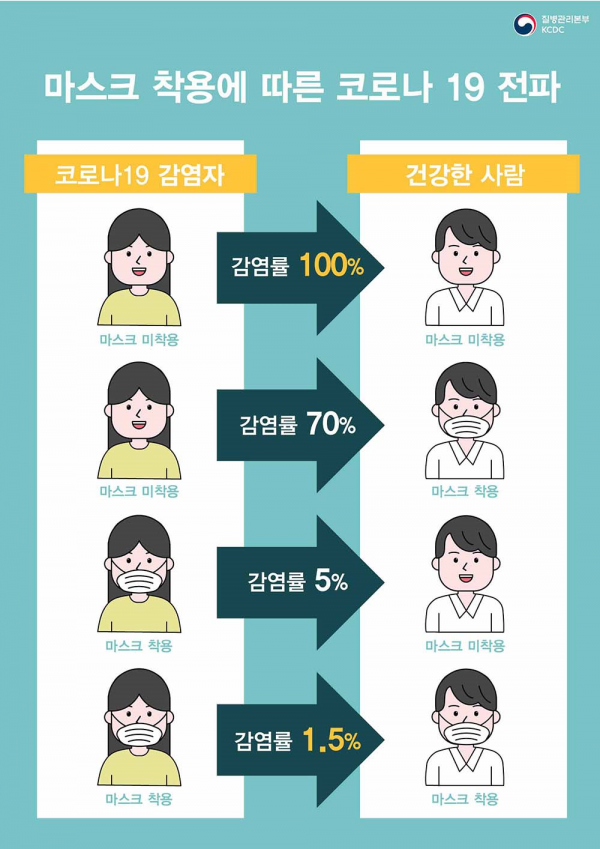 질병관리본부
KCDC
마스크 착용에 따른 코로나 19 전파
코로나19 감염자
건강한 사람
감염률 100%
마스크 미착용
마스크 미착용
감염률 70%
마스크 미착용
마스크 착용
감염률 5%
마스크 착용
마스크 미착용
감염률 1.5%
마스크 착용
마스크 착용